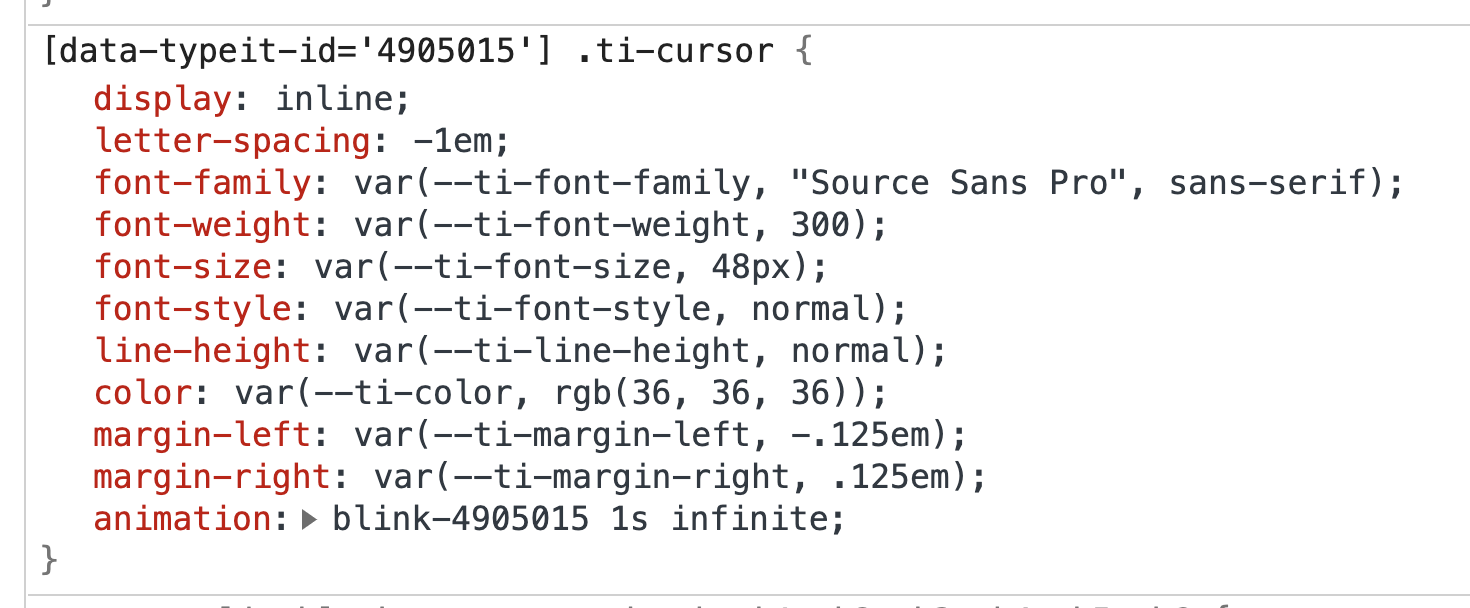 }
[data-typeit-id='4905015'] .ti-cursor {
display: inline;
letter-spacing: -1em;
font-family: var(--ti-font-family, "Source Sans Pro", sans-serif);
font-weight: var(--ti-font-weight, 300);
font-size: var(--ti-font-size, 48px);
font-style: var(--ti-font-style, normal);
line-height: var(--ti-line-height, normal);
color: var(--ti-color, rgb(36, 36, 36));
margin-left: var(--ti-margin-left, -.125em);
margin-right: var(--ti-margin-right, .125em);
animation: blink-4905015 1s infinite;
}